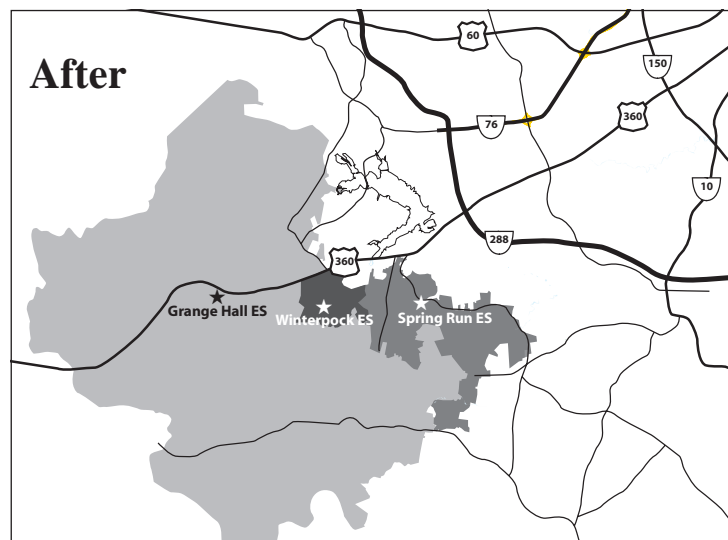 After
60
150
360
76
10
288
360
Grange Hall ES
Winterpock ES
Spring Run ES